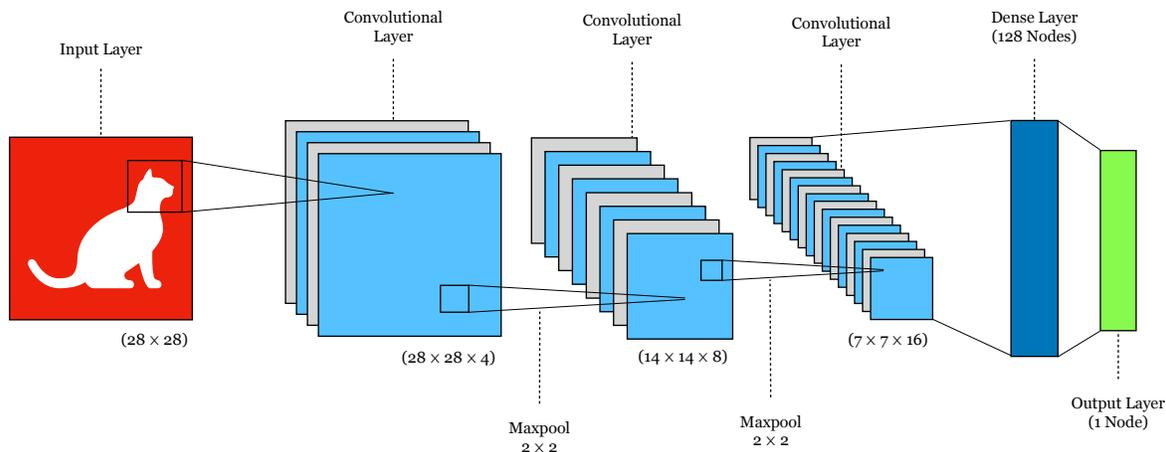 Input Layer
Convolutional
Layer
Convolutional
Layer
Convolutional
Layer
Dense Layer
(128 Nodes)
(28 × 28)
(28 × 28 × 4)
(14 × 14 × 8)
(7 × 7 × 16)
Maxpool
2 × 2
Maxpool
2 × 2
Output Layer
(1 Node)